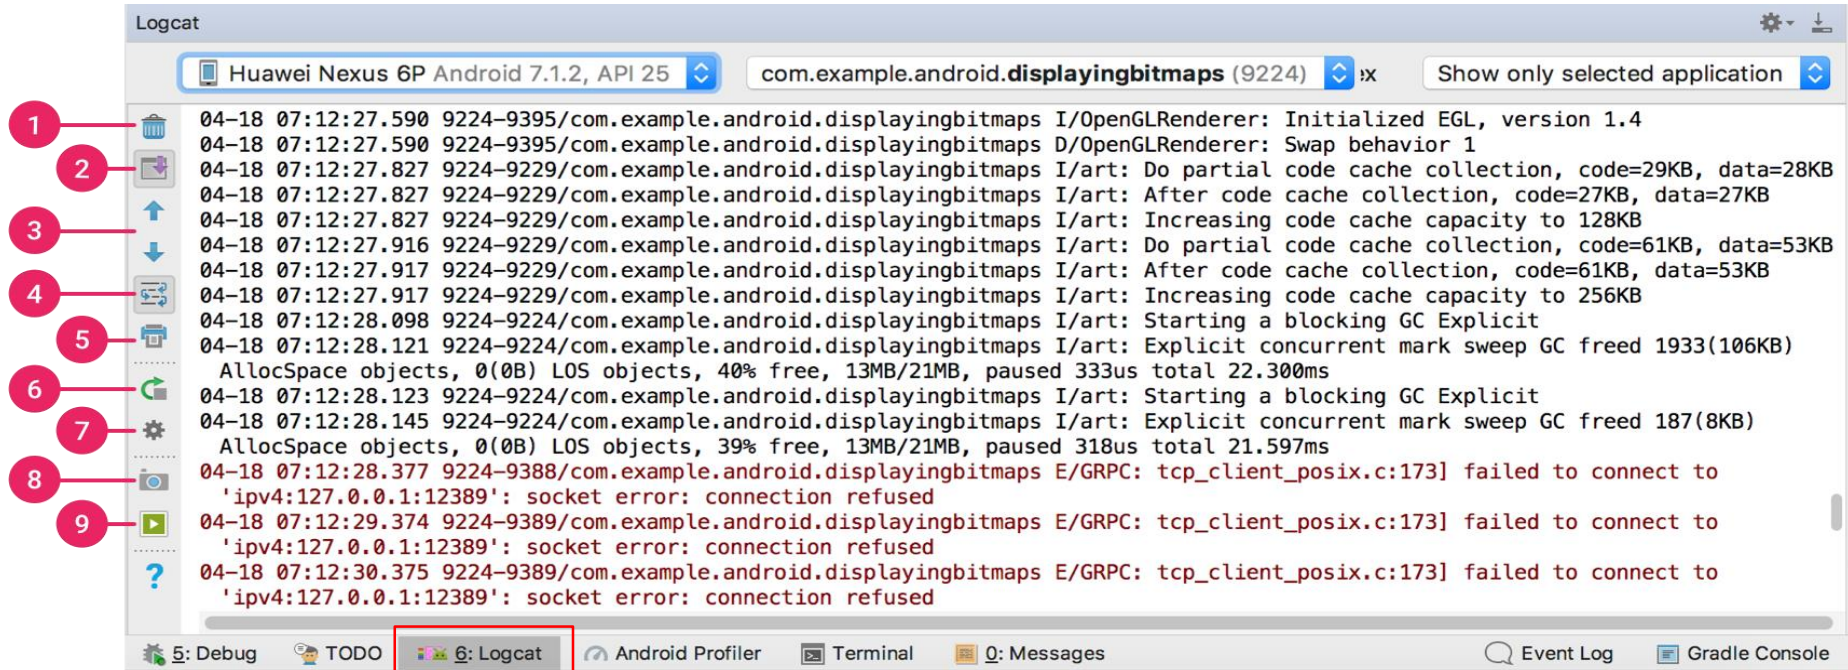 Logcat
Huawei Nexus 6P Android 7.1.2, API 25 com.example.android.displayingbitmaps (9224) ex Show only selected application
1 04-18 07:12:27.590 9224-9395/com.example.android.displayingbitmaps I/OpenGLRenderer: Initialized EGL, version 1.4
04-18 07:12:27.590 9224-9395/com.example.android.displayingbitmaps D/OpenGLRenderer: Swap behavior 1
2 04-18 07:12:27.827 9224-9229/com.example.android.displayingbitmaps I/art: Do partial code cache collection, code=29KB, data=28KB
04-18 07:12:27.827 9224-9229/com.example.android.displayingbitmaps I/art: After code cache collection, code=27KB, data=27KB
04-18 07:12:27.827 9224-9229/com.example.android.displayingbitmaps I/art: Increasing code cache capacity to 128KB
3 04-18 07:12:27.916 9224-9229/com.example.android.displayingbitmaps I/art: Do partial code cache collection, code=61KB, data=53KB
04-18 07:12:27.917 9224-9229/com.example.android.displayingbitmaps I/art: After code cache collection, code=61KB, data=53KB
4 04-18 07:12:27.917 9224-9229/com.example.android.displayingbitmaps I/art: Increasing code cache capacity to 256KB
04-18 07:12:28.098 9224-9224/com.example.android.displayingbitmaps I/art: Starting a blocking GC Explicit
5 04-18 07:12:28.121 9224-9224/com.example.android.displayingbitmaps I/art: Explicit concurrent mark sweep GC freed 1933(106KB)
AllocSpace objects, 0(0B) LOS objects, 40% free, 13MB/21MB, paused 333us total 22.300ms
6 04-18 07:12:28.123 9224-9224/com.example.android.displayingbitmaps I/art: Starting a blocking GC Explicit
7 04-18 07:12:28.145 9224-9224/com.example.android.displayingbitmaps I/art: Explicit concurrent mark sweep GC freed 187(8KB)
AllocSpace objects, 0(0B) LOS objects, 39% free, 13MB/21MB, paused 318us total 21.597ms
8 04-18 07:12:28.377 9224-9388/com.example.android.displayingbitmaps E/GRPC: tcp_client_posix.c:173] failed to connect to
'ipv4:127.0.0.1:12389': socket error: connection refused
9 04-18 07:12:29.374 9224-9389/com.example.android.displayingbitmaps E/GRPC: tcp_client_posix.c:173] failed to connect to
'ipv4:127.0.0.1:12389': socket error: connection refused
? 04-18 07:12:30.375 9224-9389/com.example.android.displayingbitmaps E/GRPC: tcp_client_posix.c:173] failed to connect to
'ipv4:127.0.0.1:12389': socket error: connection refused
5: Debug TODO 6: Logcat Android Profiler Terminal 0: Messages Event Log Gradle Console